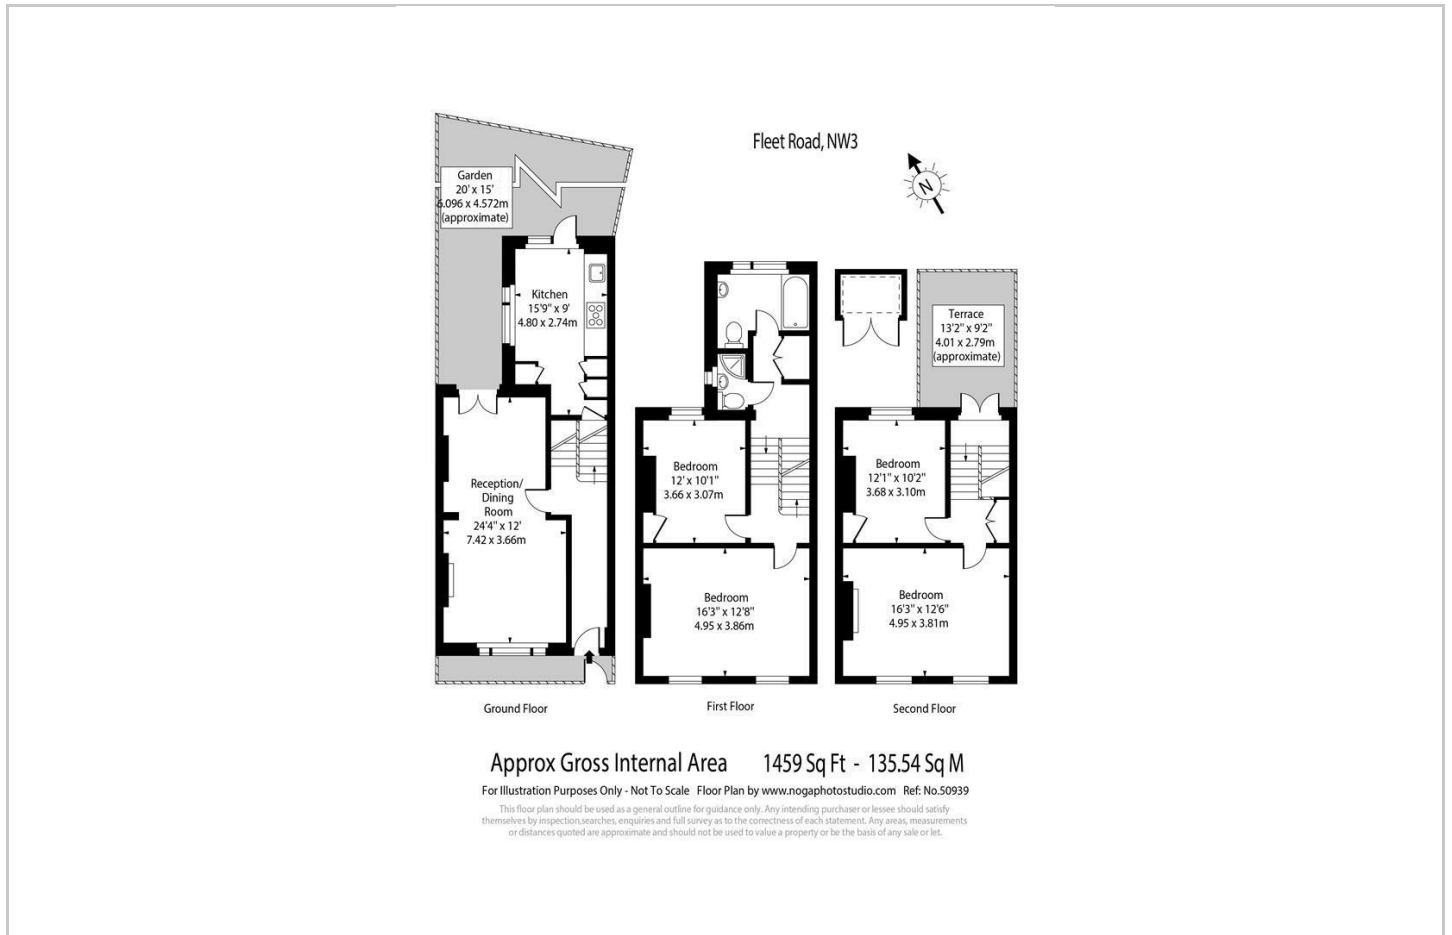 Fleet Road, NW3
N
Garden
20' x 15'
6.096 x 4.572m
(approximate)
Kitchen
15'9" x 9'
4.80 x 2.74m
Reception/
Dining
Room
24'4" x 12'
7.42 x 3.66m
Ground Floor
Bedroom
12' x 10'1"
3.66 x 3.07m
Bedroom
16'3" x 12'8"
4.95 x 3.86m
First Floor
Terrace
13'2" x 9'2"
4.01 x 2.79m
(approximate)
Bedroom
12'1" x 10'2"
3.68 x 3.10m
Bedroom
16'3" x 12'6"
4.95 x 3.81m
Second Floor
Approx Gross Internal Area 1459 Sq Ft - 135.54 Sq M
For Illustration Purposes Only - Not To Scale Floor Plan by www.nogaphotostudio.com Ref: No.50939
This floor plan should be used as a general outline for guidance only. Any intending purchaser or lessee should satisfy
themselves by inspection,searches, enquiries and full survey as to the correctness of each statement. Any areas, measurements
or distances quoted are approximate and should not be used to value a property or be the basis of any sale or let.